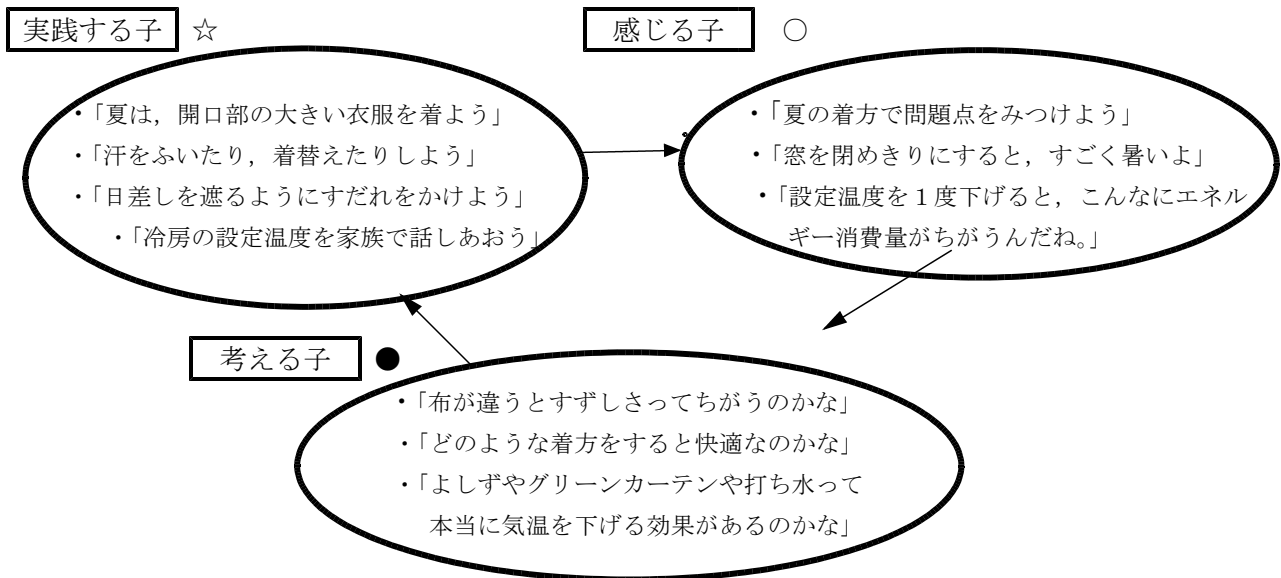 実践する子 ☆
・「夏は，開口部の大きい衣服を着よう」
・「汗をふいたり，着替えたりしよう」
・「日差しを遮るようにすだれをかけよう」
・「冷房の設定温度を家族で話しあおう」
感じる子 ○
・「夏の着方で問題点をみつけよう」
・「窓を閉めきりにすると，すごく暑いよ」
・「設定温度を１度下げると，こんなにエネル
ギー消費量がちがうんだね。」
考える子 ●
・「布が違うとすずしさってちがうのかな」
・「どのような着方をすると快適なのかな」
・「よしずやグリーンカーテンや打ち水って
本当に気温を下げる効果があるのかな」